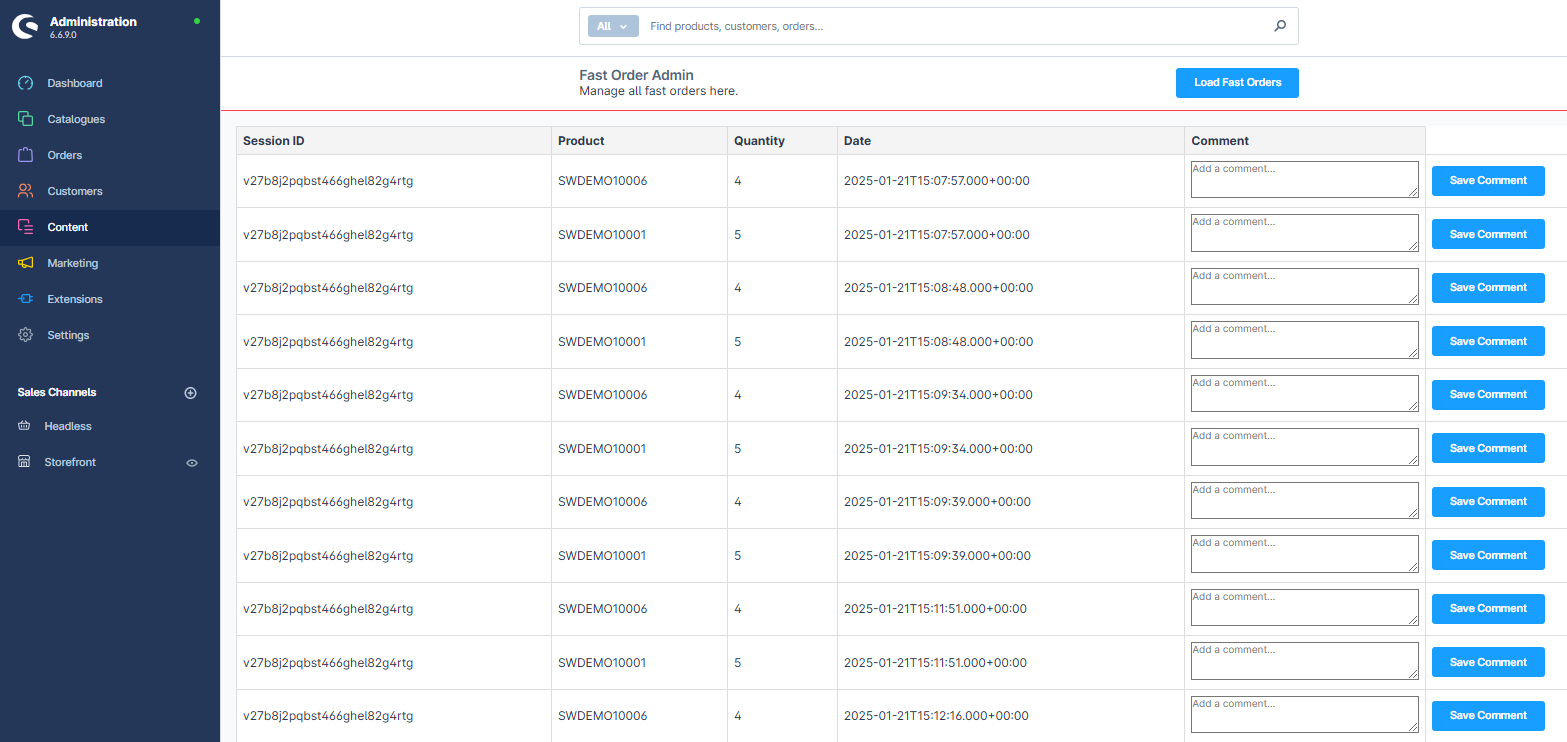 Administration
6.6.9.0
All
Find products, customers, orders...
Fast Order Admin
Manage all fast orders here.
Load Fast Orders
Dashboard
Catalogues
Orders
Customers
Content
Marketing
Extensions
Settings
Sales Channels
Headless
Storefront
Session ID Product Quantity Date Comment
v27b8j2pqbst466ghel82g4rtg SWDEMO10006 4 2025-01-21T15:07:57.000+00:00 Add a comment... Save Comment
v27b8j2pqbst466ghel82g4rtg SWDEMO10001 5 2025-01-21T15:07:57.000+00:00 Add a comment... Save Comment
v27b8j2pqbst466ghel82g4rtg SWDEMO10006 4 2025-01-21T15:08:48.000+00:00 Add a comment... Save Comment
v27b8j2pqbst466ghel82g4rtg SWDEMO10001 5 2025-01-21T15:08:48.000+00:00 Add a comment... Save Comment
v27b8j2pqbst466ghel82g4rtg SWDEMO10006 4 2025-01-21T15:09:34.000+00:00 Add a comment... Save Comment
v27b8j2pqbst466ghel82g4rtg SWDEMO10001 5 2025-01-21T15:09:34.000+00:00 Add a comment... Save Comment
v27b8j2pqbst466ghel82g4rtg SWDEMO10006 4 2025-01-21T15:09:39.000+00:00 Add a comment... Save Comment
v27b8j2pqbst466ghel82g4rtg SWDEMO10001 5 2025-01-21T15:09:39.000+00:00 Add a comment... Save Comment
v27b8j2pqbst466ghel82g4rtg SWDEMO10006 4 2025-01-21T15:11:51.000+00:00 Add a comment... Save Comment
v27b8j2pqbst466ghel82g4rtg SWDEMO10001 5 2025-01-21T15:11:51.000+00:00 Add a comment... Save Comment
v27b8j2pqbst466ghel82g4rtg SWDEMO10006 4 2025-01-21T15:12:16.000+00:00 Add a comment... Save Comment